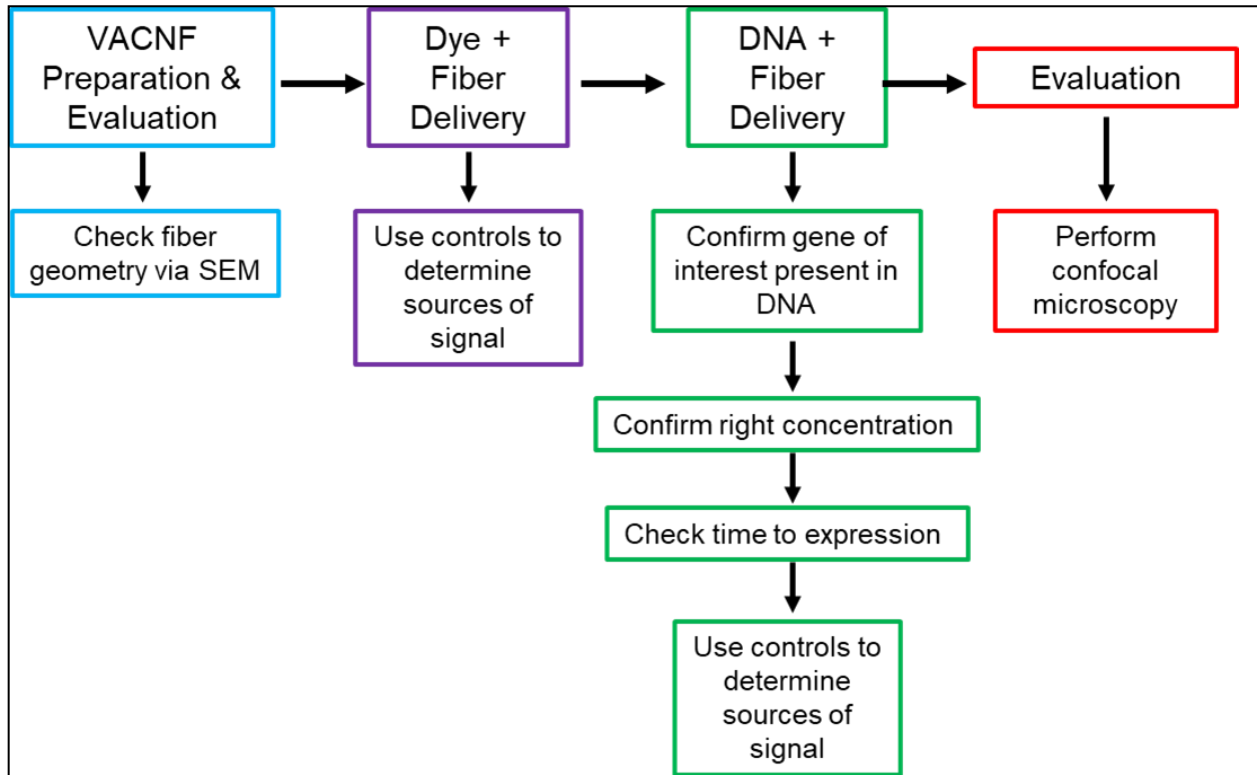 VACNF
Preparation &
Evaluation
Dye +
Fiber
Delivery
DNA +
Fiber
Delivery
Evaluation
Check fiber
geometry via SEM
Use controls to
determine
sources of
signal
Confirm gene of
interest present in
DNA
Perform
confocal
microscopy
Confirm right concentration
Check time to expression
Use controls to
determine
sources of
signal